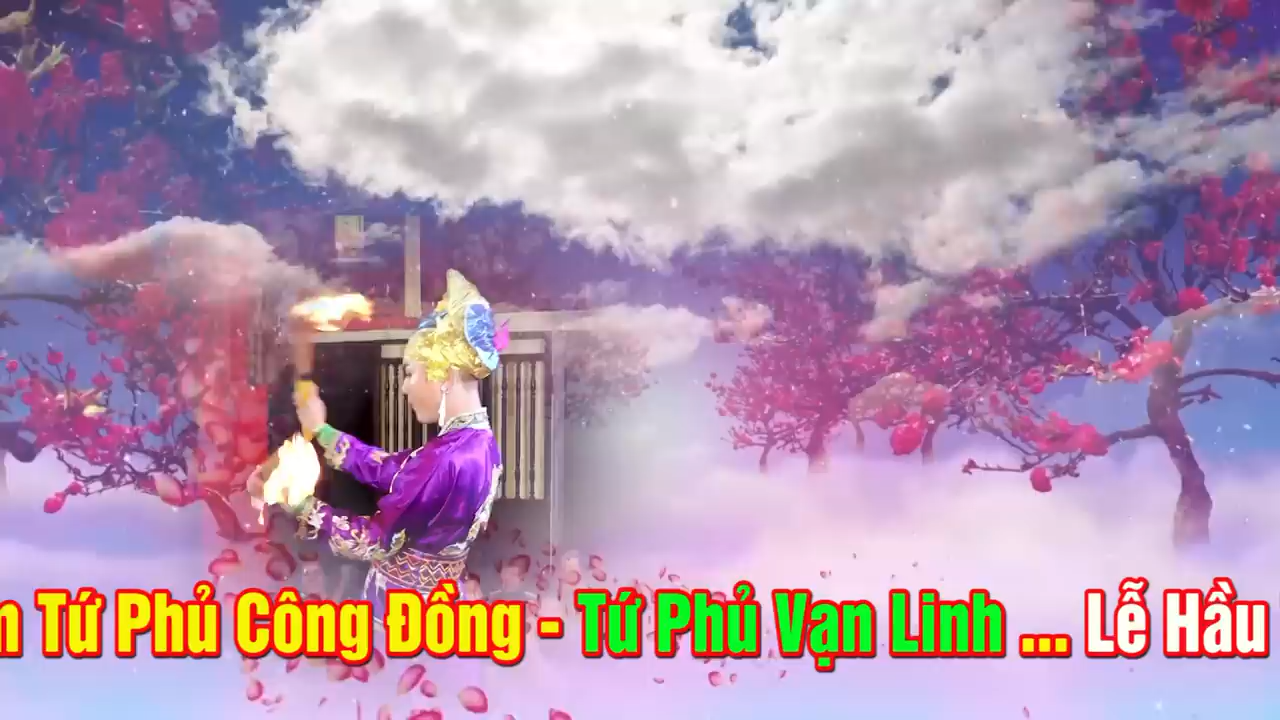 Tứ Phủ Công Đồng - Tứ Phủ Vạn Linh ... Lễ Hầu